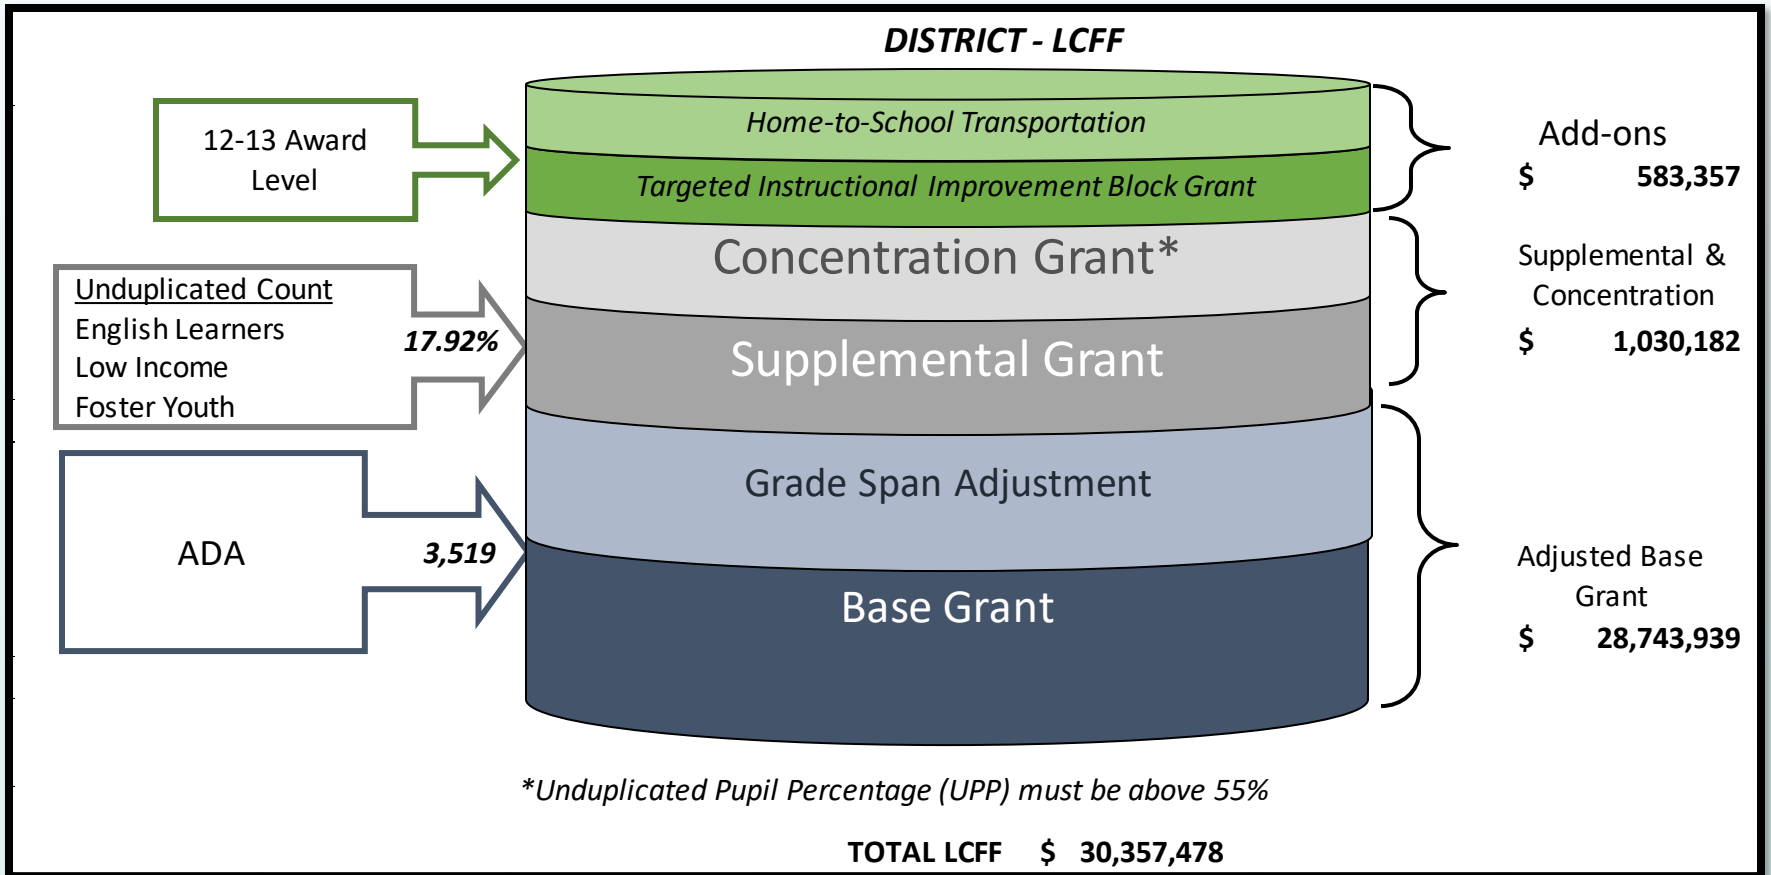 DISTRICT - LCFF
12-13 Award
Level
Home-to-School Transportation
Targeted Instructional Improvement Block Grant
Add-ons
$ 583,357
Unduplicated Count
English Learners
Low Income
Foster Youth
17.92%
Concentration Grant*
Supplemental Grant
Supplemental &
Concentration
$ 1,030,182
ADA
3,519
Grade Span Adjustment
Base Grant
Adjusted Base
Grant
$ 28,743,939
*Unduplicated Pupil Percentage (UPP) must be above 55%
TOTAL LCFF $ 30,357,478